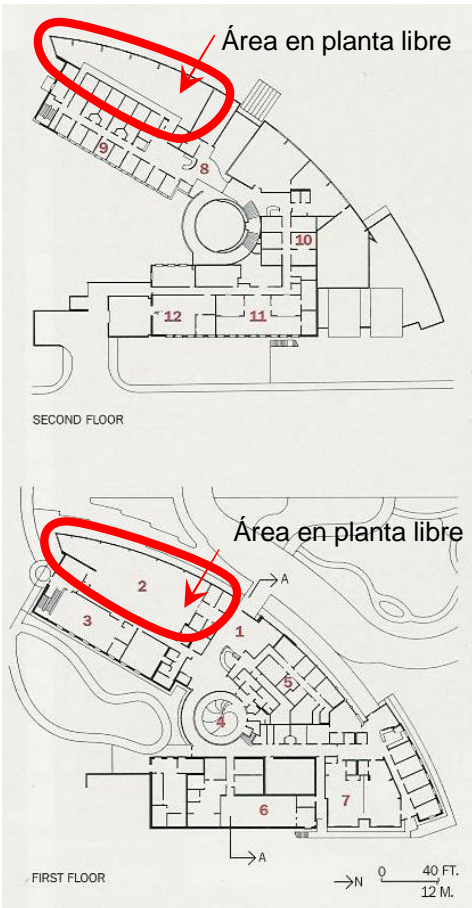 Área en planta libre
9
8
10
12
11
SECOND FLOOR
Área en planta libre
A
2
1
3
5
4
7
6
A
FIRST FLOOR
N
0 40 FT.
12 M.